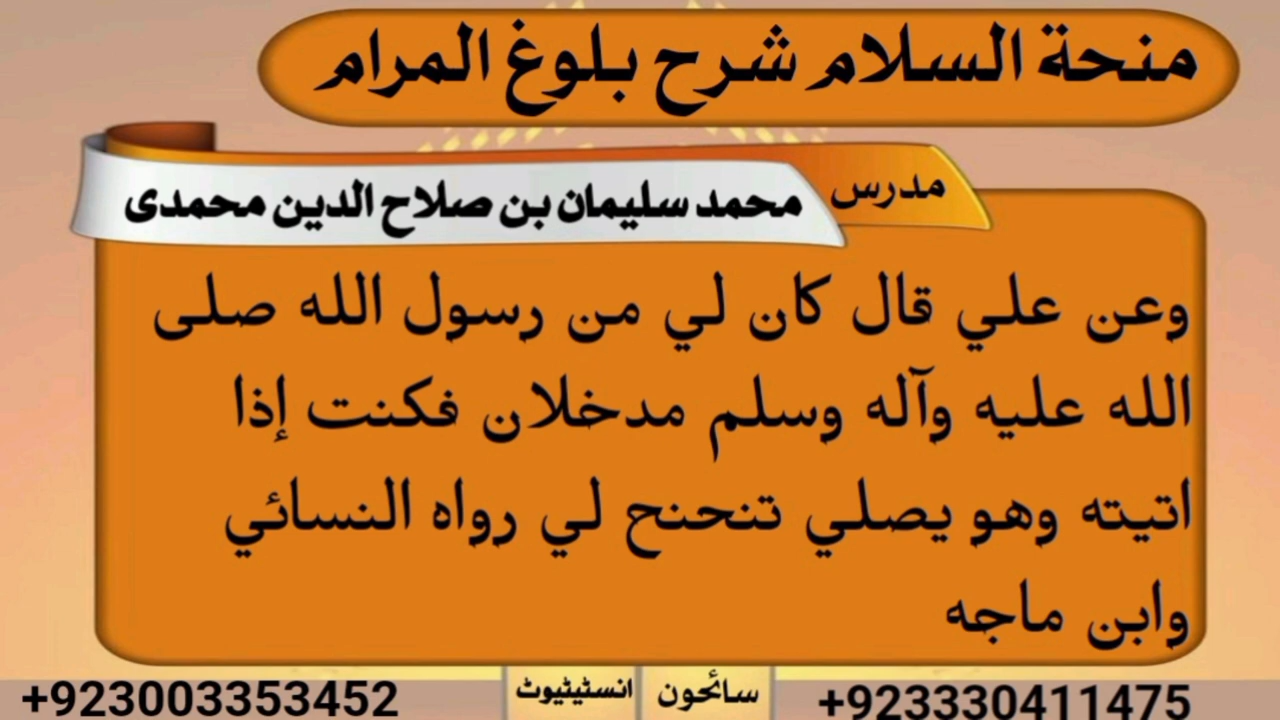 منحة السلام شرح بلوغ المرام
مدرس محمد سليمان بن صلاح الدين محمدى
وعن علي قال كان لي من رسول الله صلى
الله عليه وآله وسلم مدخلان فكنت إذا
اتيته وهو يصلي تنحنح لي رواه النسائي
وابن ماجه
+923003353452 سائحون انسٹیٹیوٹ +923330411475